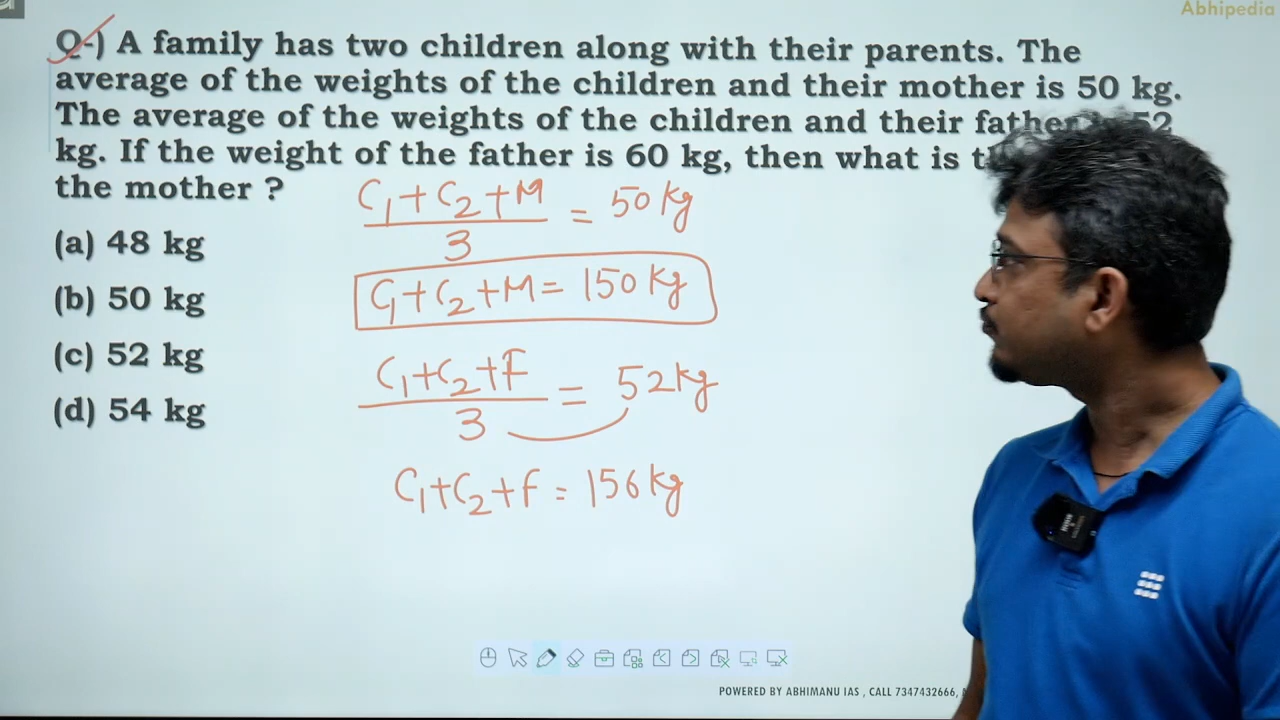 Abhipedia
Q-) A family has two children along with their parents. The
average of the weights of the children and their mother is 50 kg.
The average of the weights of the children and their father 52
kg. If the weight of the father is 60 kg, then what is
the mother ?
C₁+C₂+M
——— = 50 kg
3
(a) 48 kg
C₁+C₂+M = 150 kg
(b) 50 kg
(c) 52 kg
C₁+C₂+F
——— = 52 kg
3
(d) 54 kg
C₁+C₂+F = 156 kg
POWERED BY ABHIMANU IAS , CALL 7347432666,